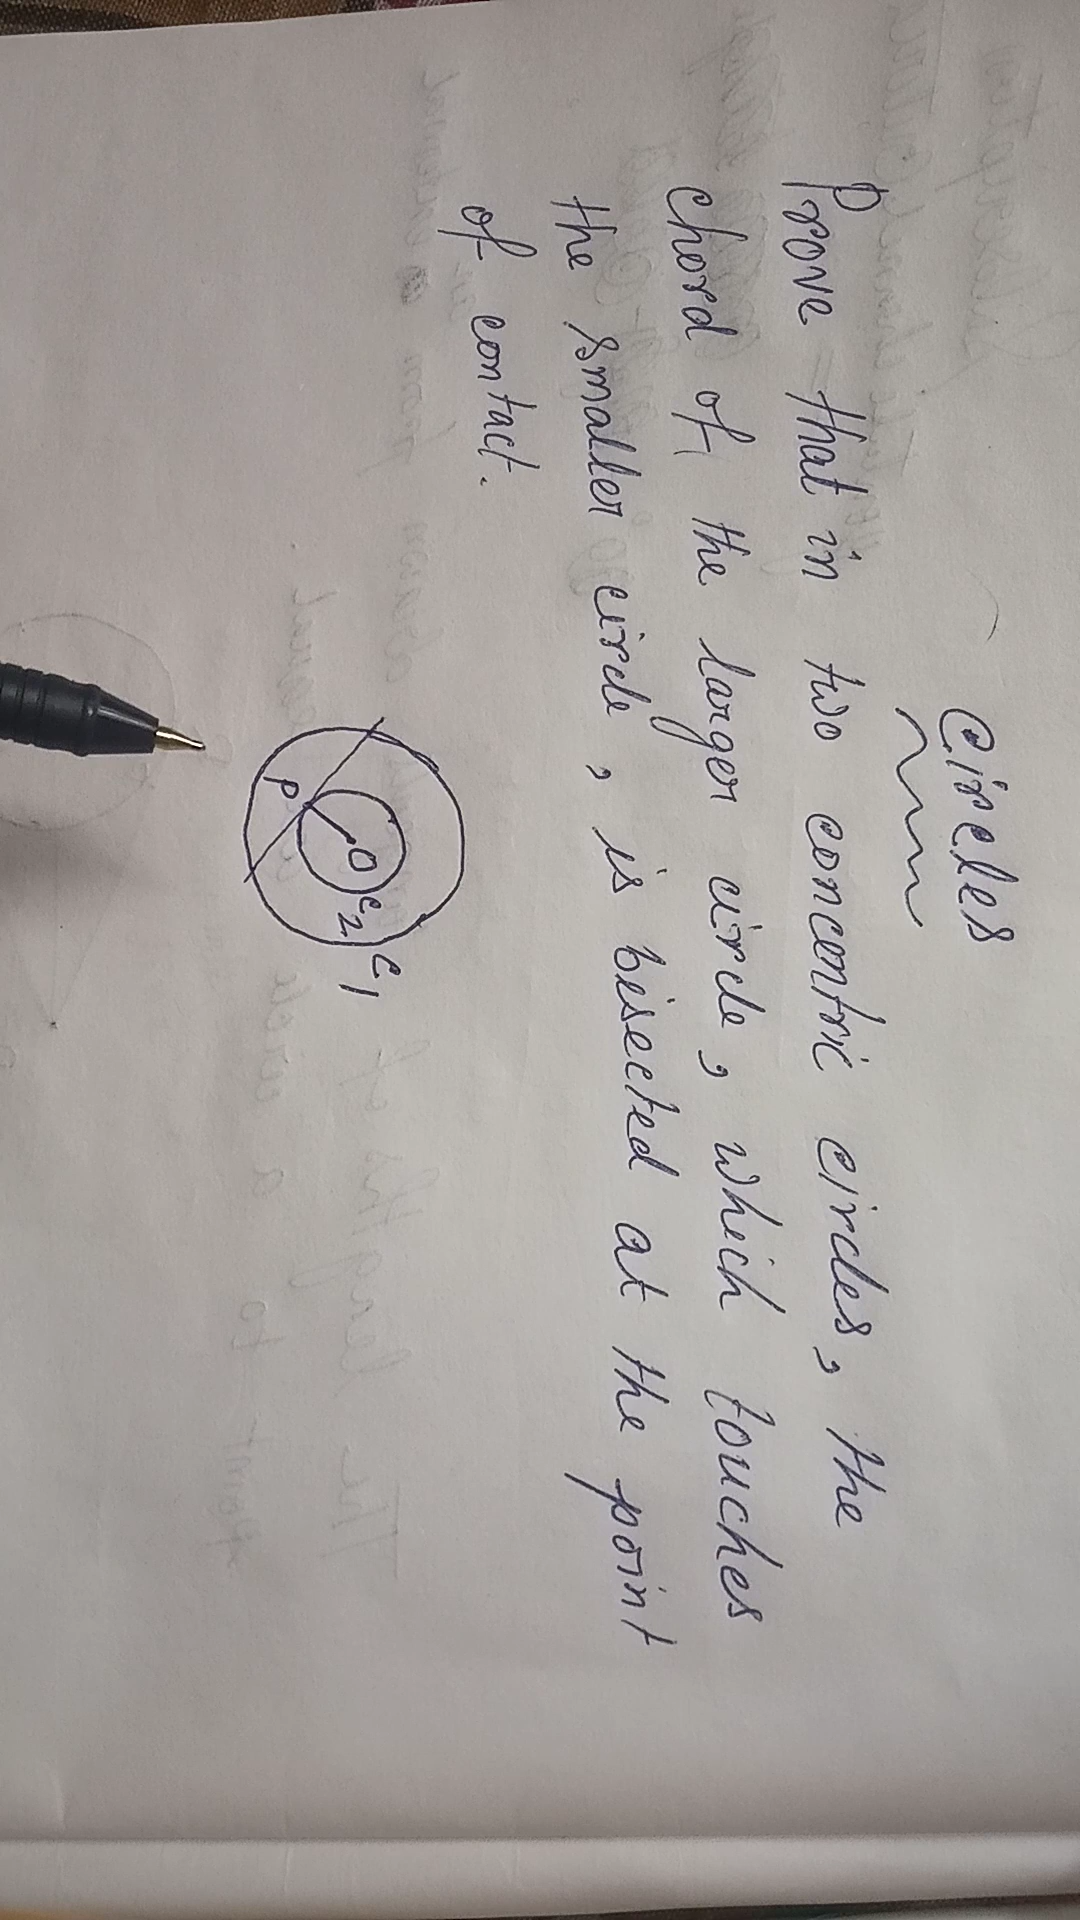 Circles
Prove that in two concentric circles, the
chord of the larger circle, which touches
the smaller circle, is bisected at the point
of contact.
P
O
C2
C1